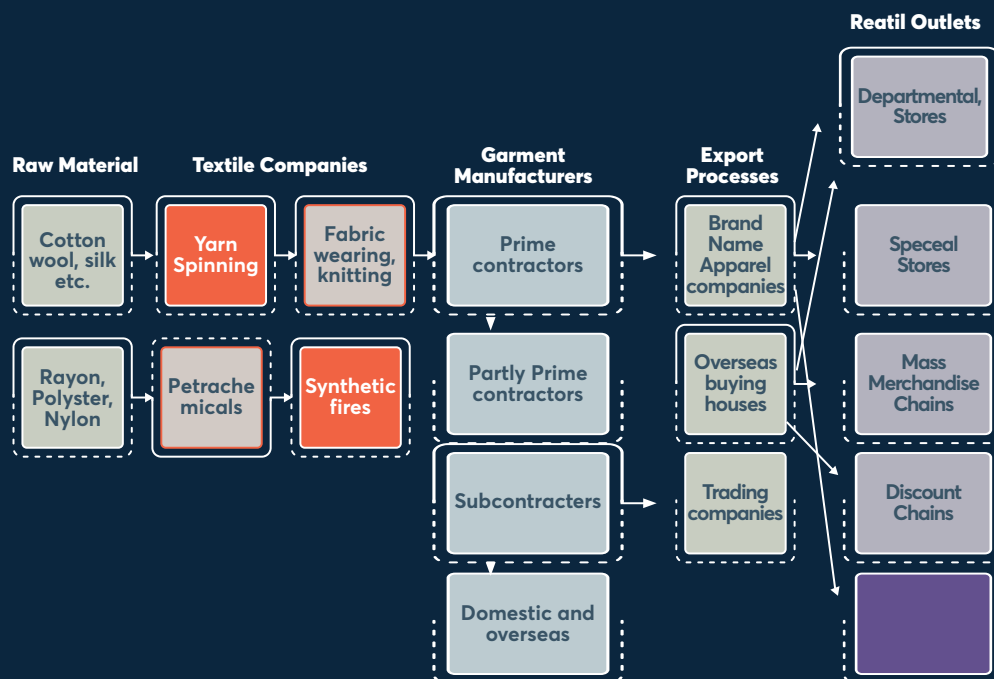 Reatil Outlets
Departmental,
Stores
Raw Material
Textile Companies
Garment
Manufacturers
Export
Processes
Cotton
wool, silk
etc.
Yarn
Spinning
Fabric
wearing,
knitting
Prime
contractors
Brand
Name
Apparel
companies
Speceal
Stores
Rayon,
Polyster,
Nylon
Petrache
micals
Synthetic
fires
Partly Prime
contractors
Overseas
buying
houses
Mass
Merchandise
Chains
Subcontracters
Trading
companies
Discount
Chains
Domestic and
overseas